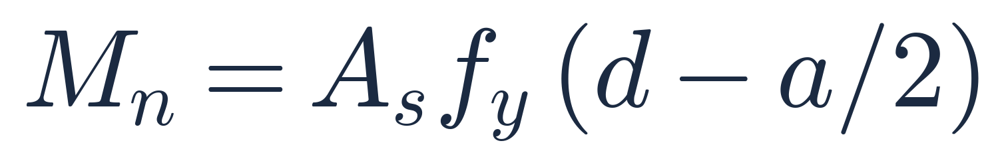 M_n = A_s f_y (d − a/2)